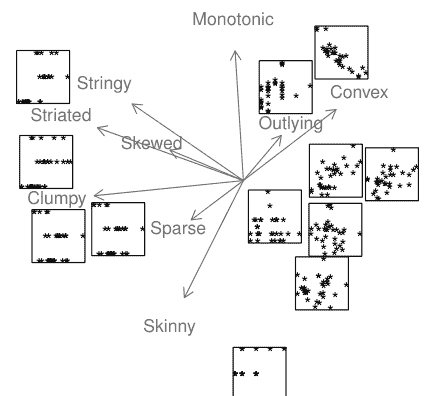 Monotonic
Stringy
Convex
Striated
Outlying
Skewed
Clumpy
Sparse
Skinny